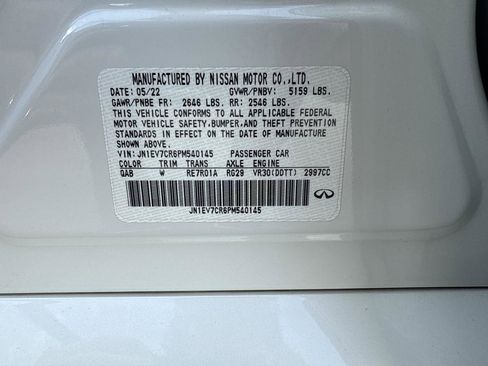 MANUFACTURED BY NISSAN MOTOR CO.,LTD.
DATE: 05/22 GVWR/PNBV: 5159 LBS.
GAWR/PNBE FR: 2646 LBS. RR: 2546 LBS.
THIS VEHICLE CONFORMS TO ALL APPLICABLE FEDERAL
MOTOR VEHICLE SAFETY,BUMPER,AND THEFT PREVENTION
STANDARDS IN EFFECT ON THE DATE OF MANUFACTURE
SHOWN ABOVE.
VIN: JN1EV7CR6PM540145 PASSENGER CAR
COLOR TRIM TRANS AXLE ENGINE
QAB W RE7R01A RG29 VR30(DDTT) 2997CC
JN1EV7CR6PM540145